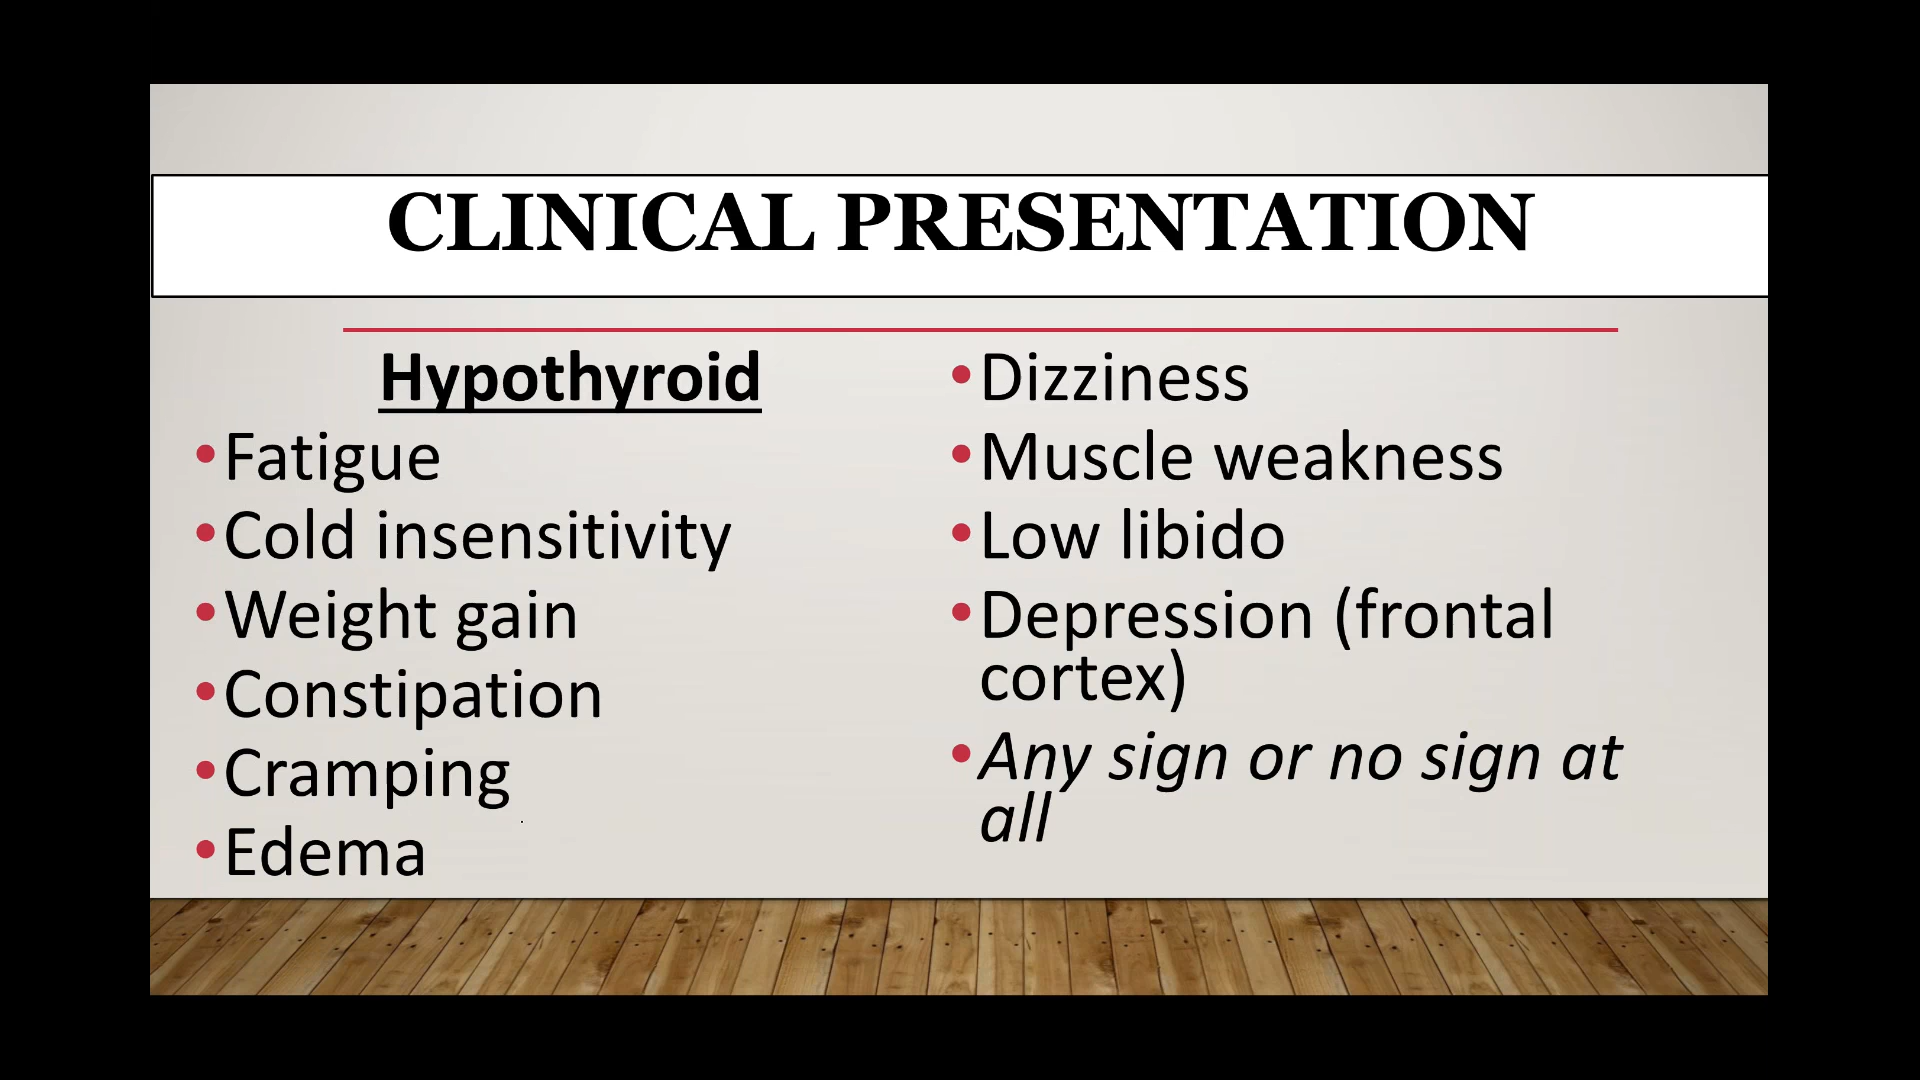 CLINICAL PRESENTATION
Hypothyroid
•Fatigue
•Cold insensitivity
•Weight gain
•Constipation
•Cramping
•Edema
•Dizziness
•Muscle weakness
•Low libido
•Depression (frontal
cortex)
•Any sign or no sign at
all